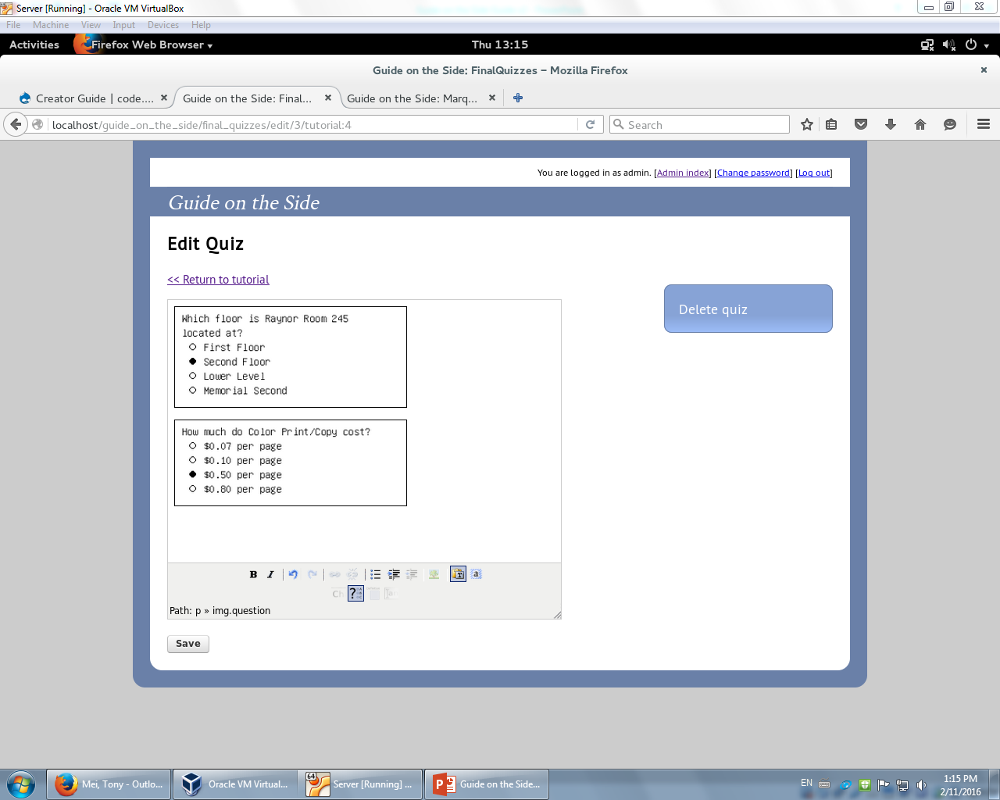 Server [Running] - Oracle VM VirtualBox
File Machine View Input Devices Help
Activities Firefox Web Browser Thu 13:15
Guide on the Side: FinalQuizzes - Mozilla Firefox
Creator Guide | code.... Guide on the Side: Final... Guide on the Side: Marq...
localhost/guide_on_the_side/final_quizzes/edit/3/tutorial:4 Search
You are logged in as admin. [Admin index] [Change password] [Log out]
Guide on the Side
Edit Quiz
<< Return to tutorial
Delete quiz
Which floor is Raynor Room 245
located at?
First Floor
Second Floor
Lower Level
Memorial Second
How much do Color Print/Copy cost?
$0.07 per page
$0.10 per page
$0.50 per page
$0.80 per page
B I
Ch ?
Path: p » img.question
Save
Mei, Tony - Outlo... Oracle VM Virtual... 64 Server [Running] ... Guide on the Side... EN 1:15 PM
2/11/2016